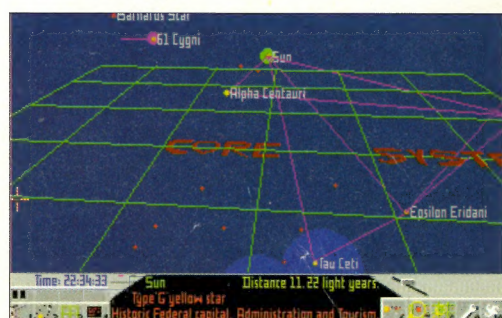 Barnards Star
61 Cygni
Sun
Alpha Centauri
CORE SYST
Epsilon Eridani
Tau Ceti
Time: 22:34:33
Sun
Distance 11.22 light years.
Type 'G' yellow star
Historic Federal capital. Administration and Tourism